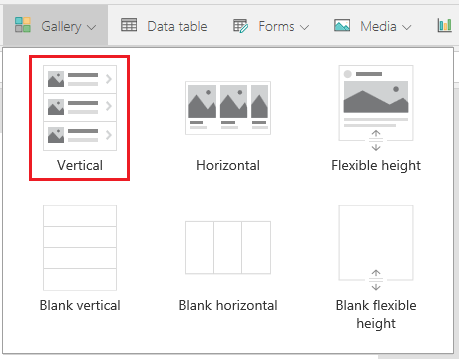 Gallery Data table Forms Media
Vertical Horizontal Flexible height
Blank vertical Blank horizontal Blank flexible
height